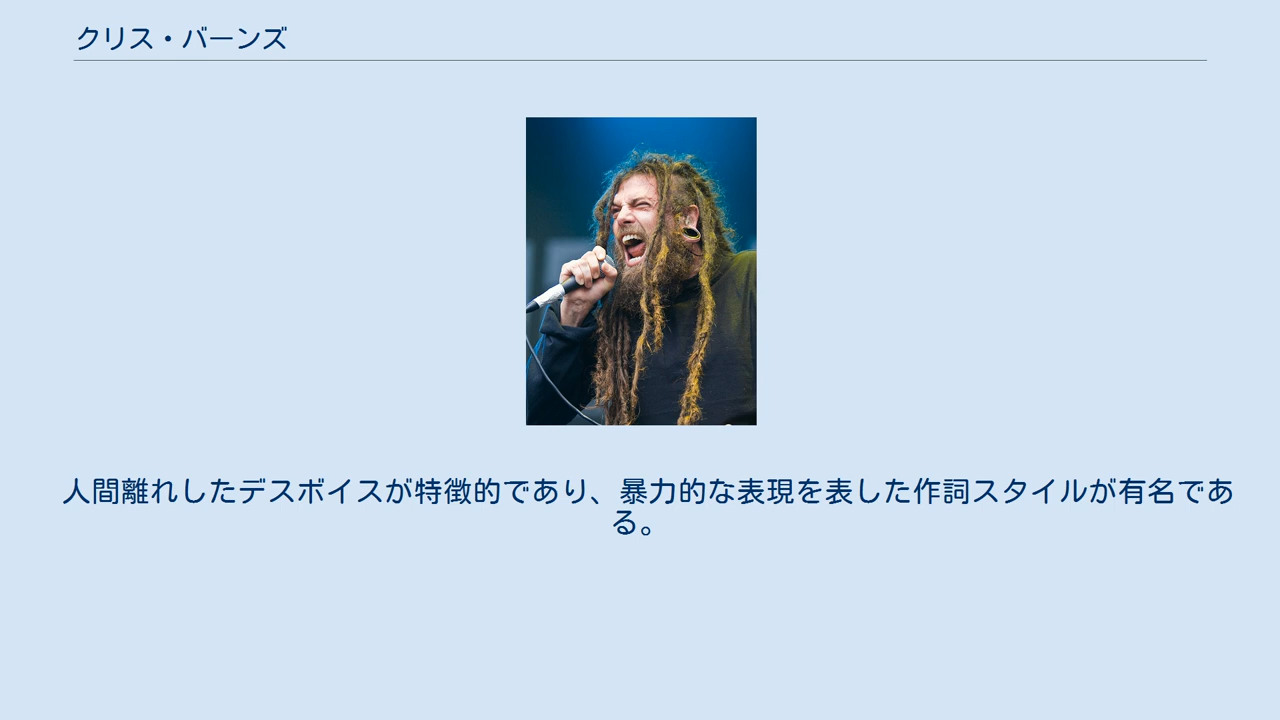 クリス・バーンズ
人間離れしたデスボイスが特徴的であり、暴力的な表現を表した作詞スタイルが有名であ
る。